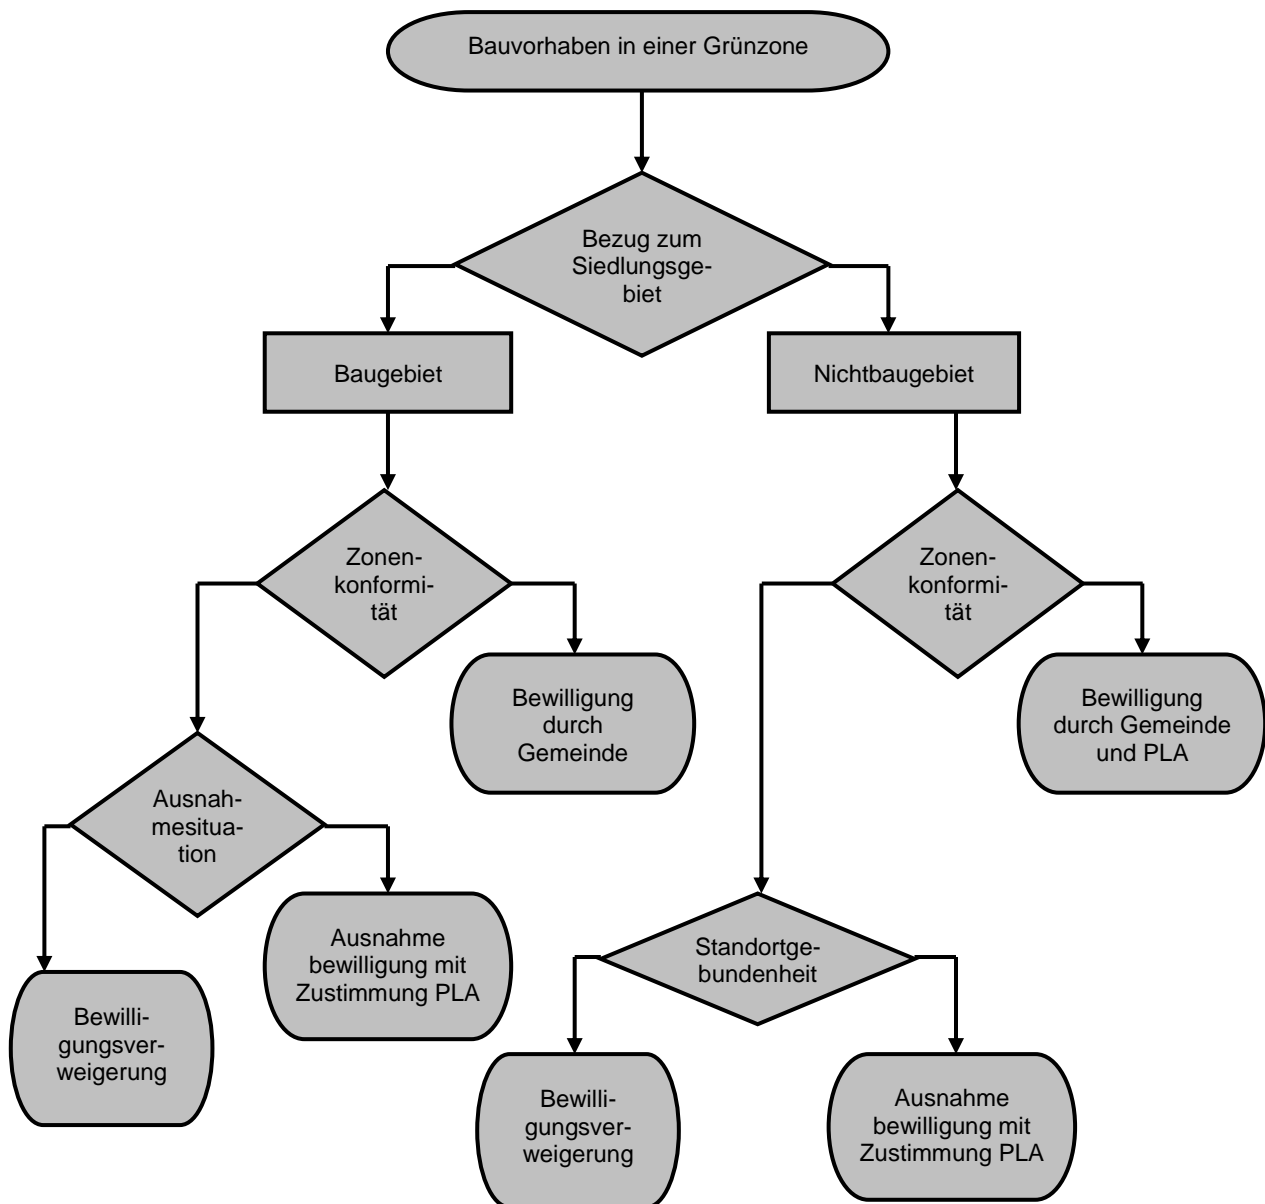 Bauvorhaben in einer Grünzone
Bezug zum
Siedlungsge-
biet
Baugebiet
Nichtbaugebiet
Zonen-
konformi-
tät
Zonen-
konformi-
tät
Bewilligung
durch
Gemeinde
Bewilligung
durch Gemeinde
und PLA
Ausnah-
mesitua-
tion
Ausnahme
bewilligung mit
Zustimmung PLA
Standortge-
bundenheit
Bewilli-
gungsver-
weigerung
Bewilli-
gungsver-
weigerung
Ausnahme
bewilligung mit
Zustimmung PLA